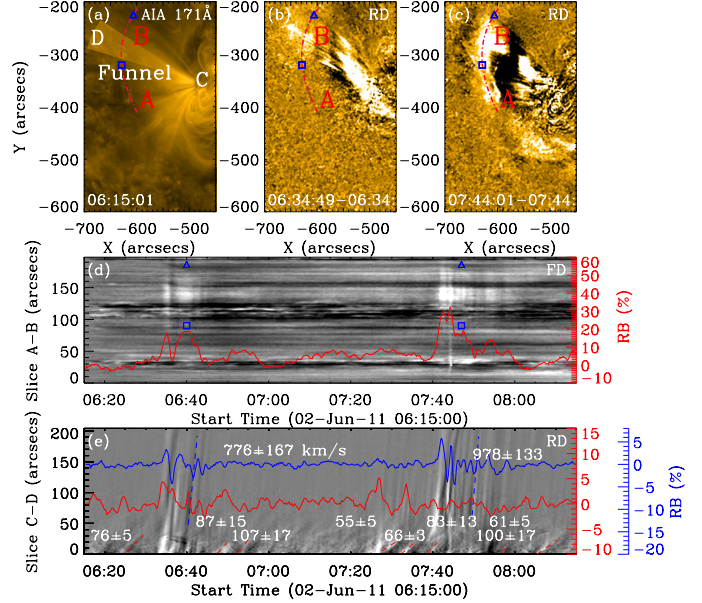 (a) AIA 171Å
D B
Funnel C
A
06:15:01
(b) RD
B
A
06:34:49−06:34
(c) RD
B
A
07:44:01−07:44:
−200
−300
−400
−500
−600
−200
−300
−400
−500
−600
−200
−300
−400
−500
−600
Y (arcsecs)
−700 −600 −500
−700 −600 −500
−700 −600 −500
X (arcsecs) X (arcsecs) X (arcsecs)
(d) FD
Slice A−B (arcsecs)
150
100
50
0
60
50
40
30
20
10
0
−10
RB (%)
06:20 06:40 07:00 07:20 07:40 08:00
Start Time (02−Jun−11 06:15:00)
(e) RD
Slice C−D (arcsecs)
200
150
100
50
0
776±167 km/s 978±133
87±15 55±5 83±13 61±5
76±5 107±17 66±3 100±17
15
10
5
0
−5
−10
5
0
−5
−10
−15
−20
RB (%)
06:20 06:40 07:00 07:20 07:40 08:00
Start Time (02−Jun−11 06:15:00)